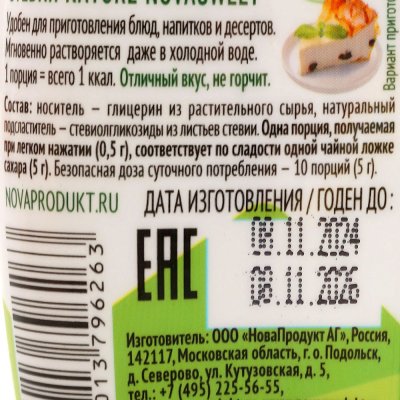 Удобен для приготовления блюд, напитков и десертов.
Мгновенно растворяется даже в холодной воде.
1 порция = всего 1 ккал. Отличный вкус, не горчит.
Вариант пригото
Состав: носитель – глицерин из растительного сырья, натуральный
подсластитель – стевиолгликозиды из листьев стевии. Одна порция, получаемая
при легком нажатии (0,5 г), соответствует по сладости одной чайной ложке
сахара (5 г). Безопасная доза суточного потребления – 10 порций (5 г).
NOVAPRODUKT.RU
ДАТА ИЗГОТОВЛЕНИЯ / ГОДЕН ДО:
08.11.2024
08.11.2026
EAC
013796263
Изготовитель: ООО «НоваПродукт АГ», Россия,
142117, Московская область, г. о. Подольск,
д. Северово, ул. Кутузовская, д. 5,
тел.: +7 (495) 225-56-55,